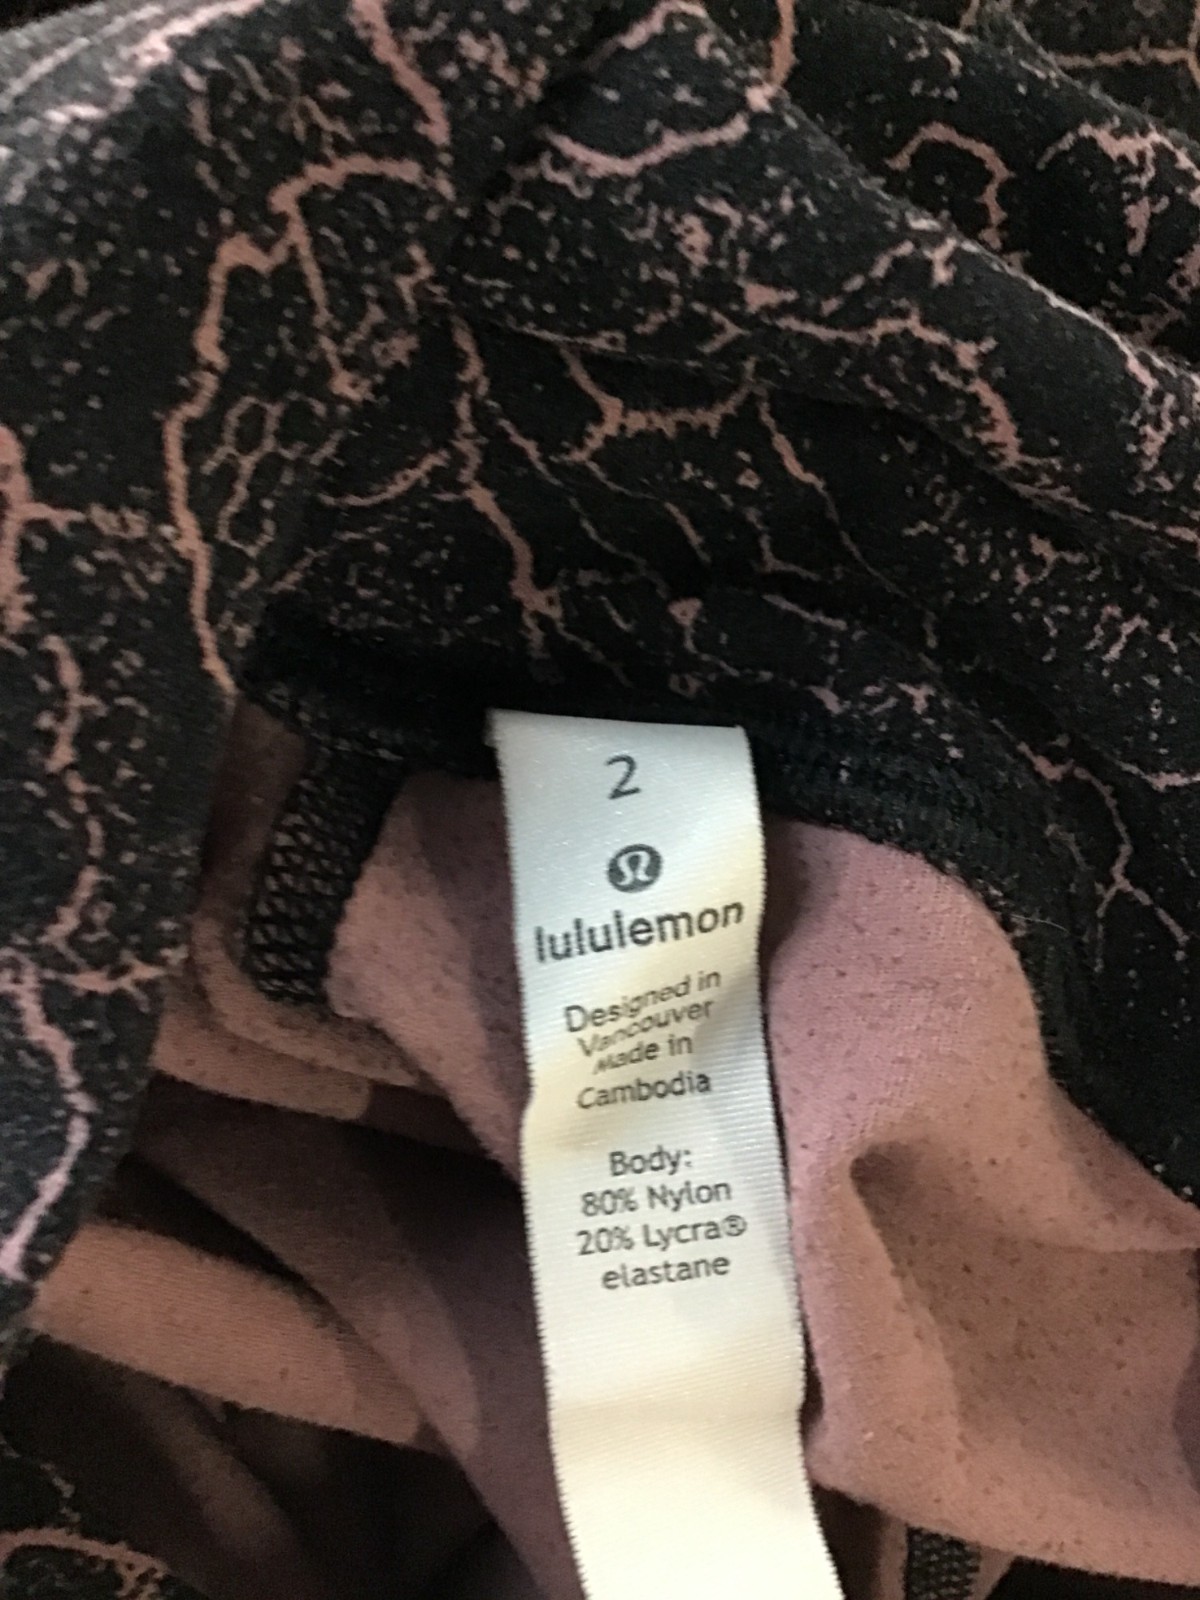 2
lululemon
Designed in
Vancouver
Made in
Cambodia
Body:
80% Nylon
20% Lycra®
elastane